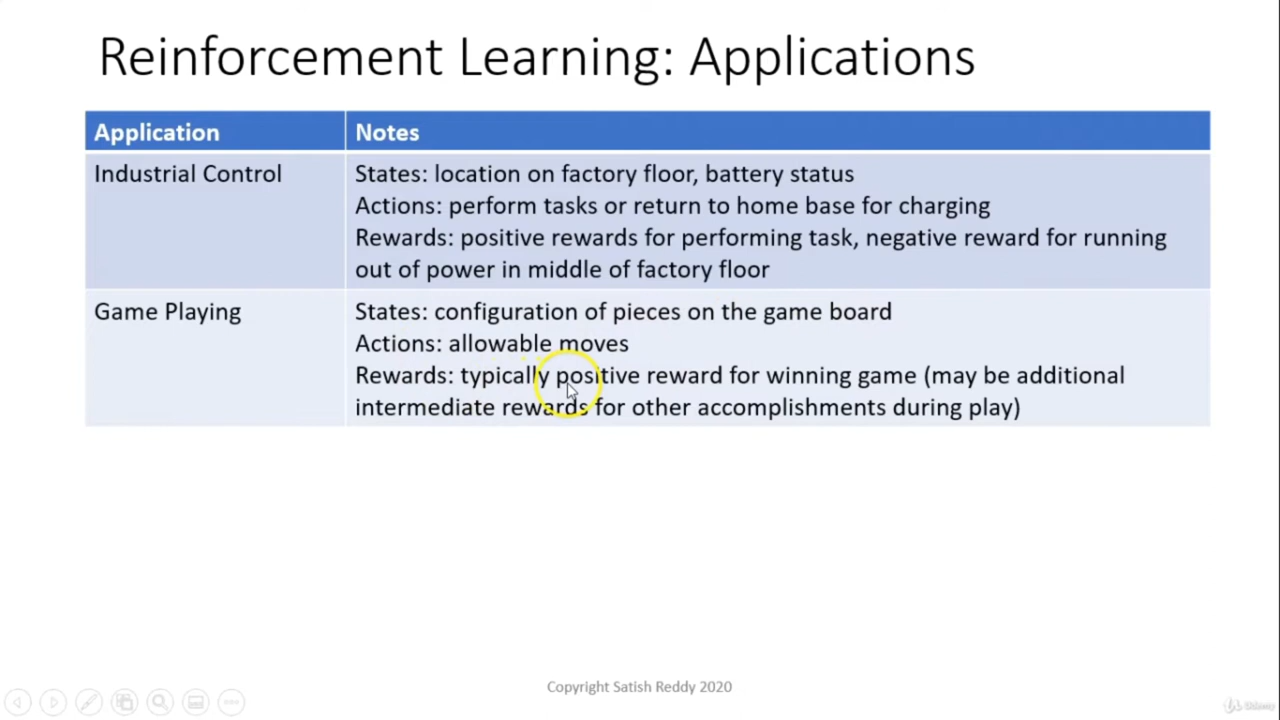 Reinforcement Learning: Applications
Application
Notes
Industrial Control
States: location on factory floor, battery status
Actions: perform tasks or return to home base for charging
Rewards: positive rewards for performing task, negative reward for running
out of power in middle of factory floor
Game Playing
States: configuration of pieces on the game board
Actions: allowable moves
Rewards: typically positive reward for winning game (may be additional
intermediate rewards for other accomplishments during play)
Copyright Satish Reddy 2020
Udemy